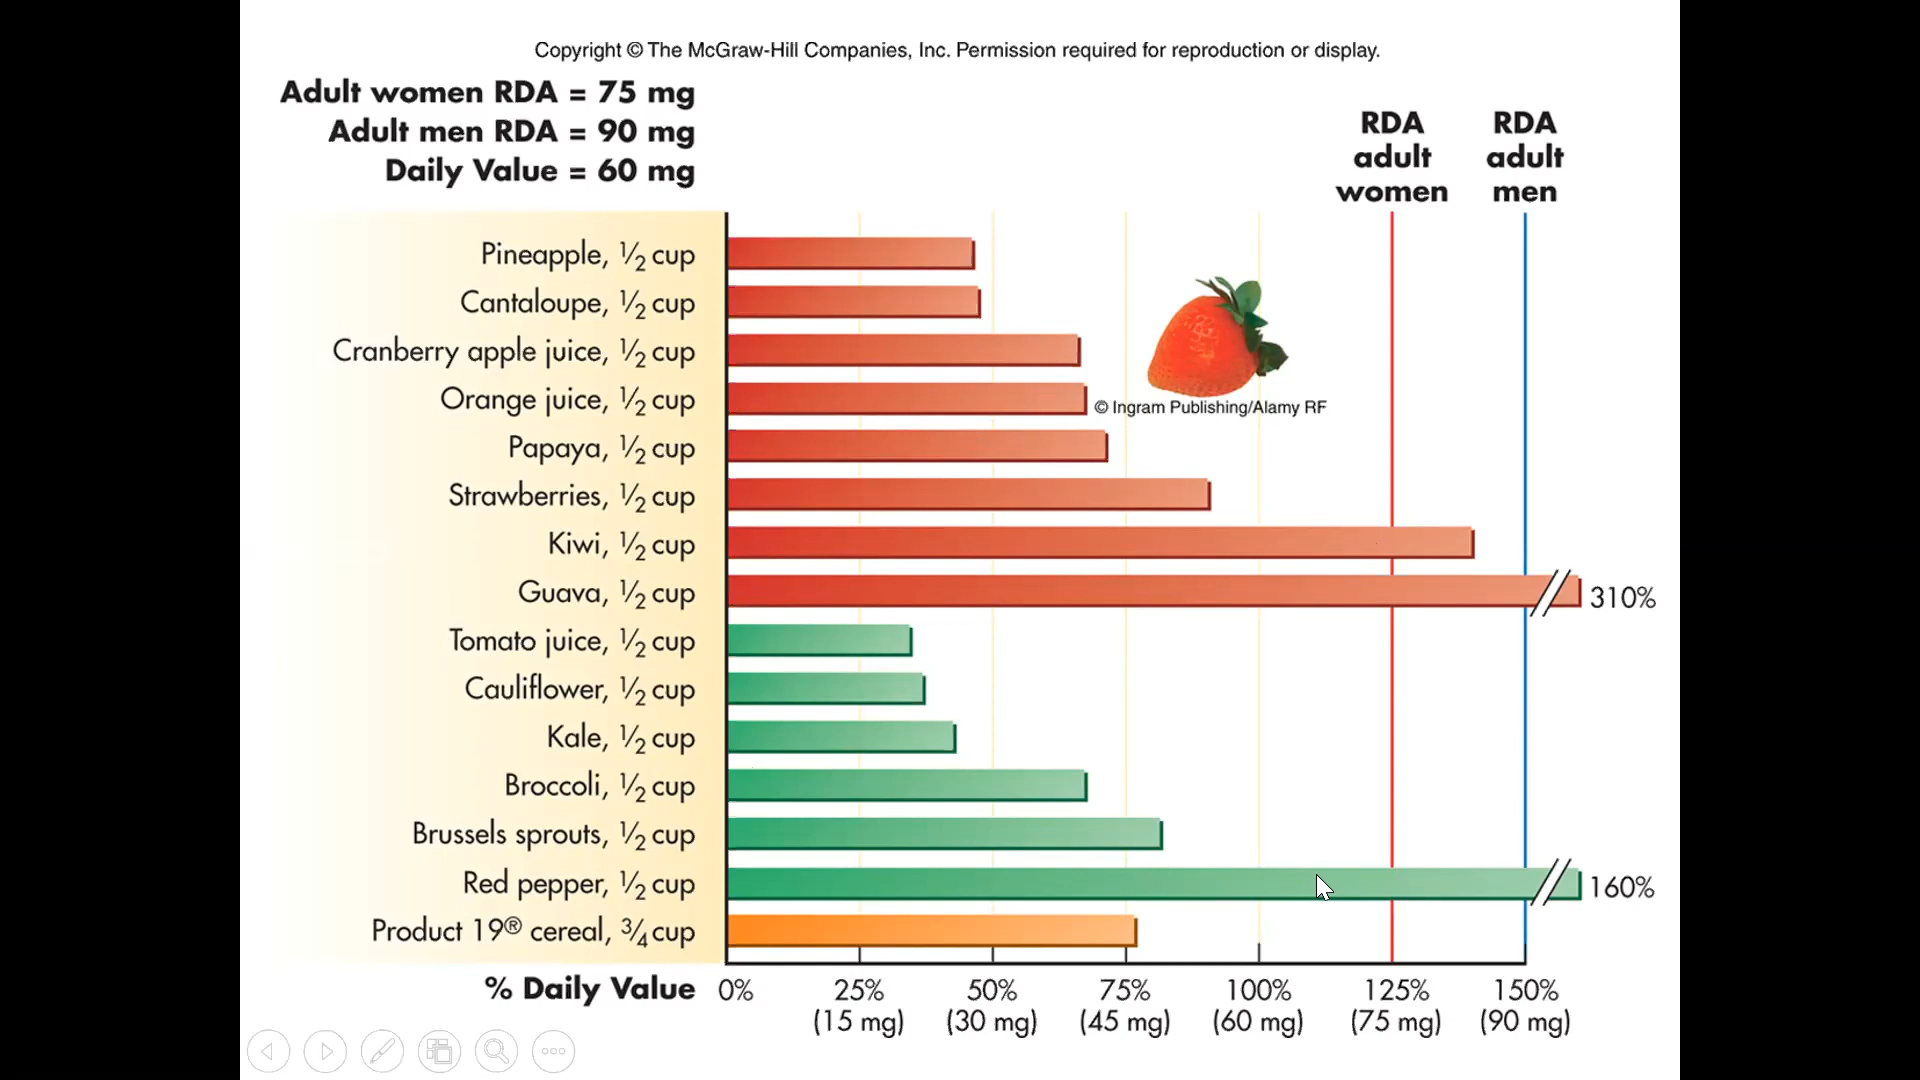 Copyright © The McGraw-Hill Companies, Inc. Permission required for reproduction or display.
Adult women RDA = 75 mg
Adult men RDA = 90 mg
Daily Value = 60 mg
RDA adult women
RDA adult men
Pineapple, ½ cup
Cantaloupe, ½ cup
Cranberry apple juice, ½ cup
Orange juice, ½ cup
© Ingram Publishing/Alamy RF
Papaya, ½ cup
Strawberries, ½ cup
Kiwi, ½ cup
Guava, ½ cup
310%
Tomato juice, ½ cup
Cauliflower, ½ cup
Kale, ½ cup
Broccoli, ½ cup
Brussels sprouts, ½ cup
Red pepper, ½ cup
160%
Product 19® cereal, ¾ cup
% Daily Value 0% 25% 50% 75% 100% 125% 150%
(15 mg) (30 mg) (45 mg) (60 mg) (75 mg) (90 mg)